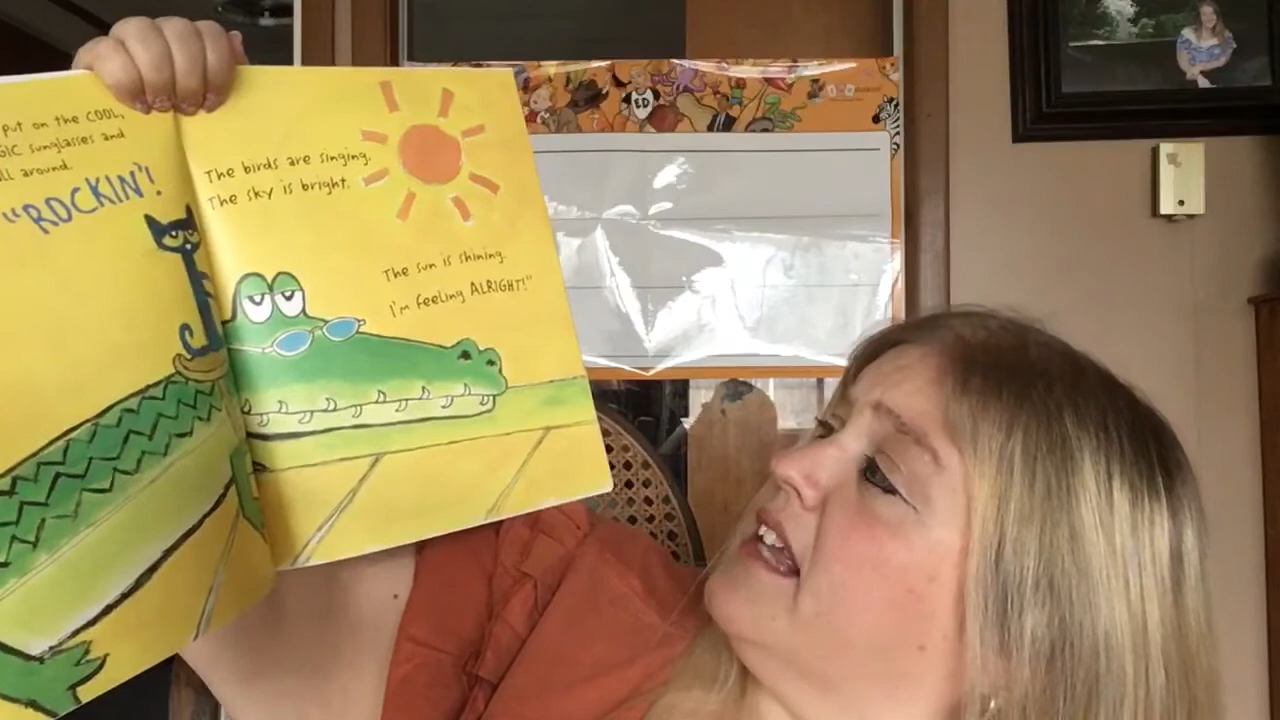 put on the COOL,
sunglasses and
around.
"ROCKIN'!
The birds are singing.
The sky is bright.
The sun is shining.
I'm feeling ALRIGHT!"
ED